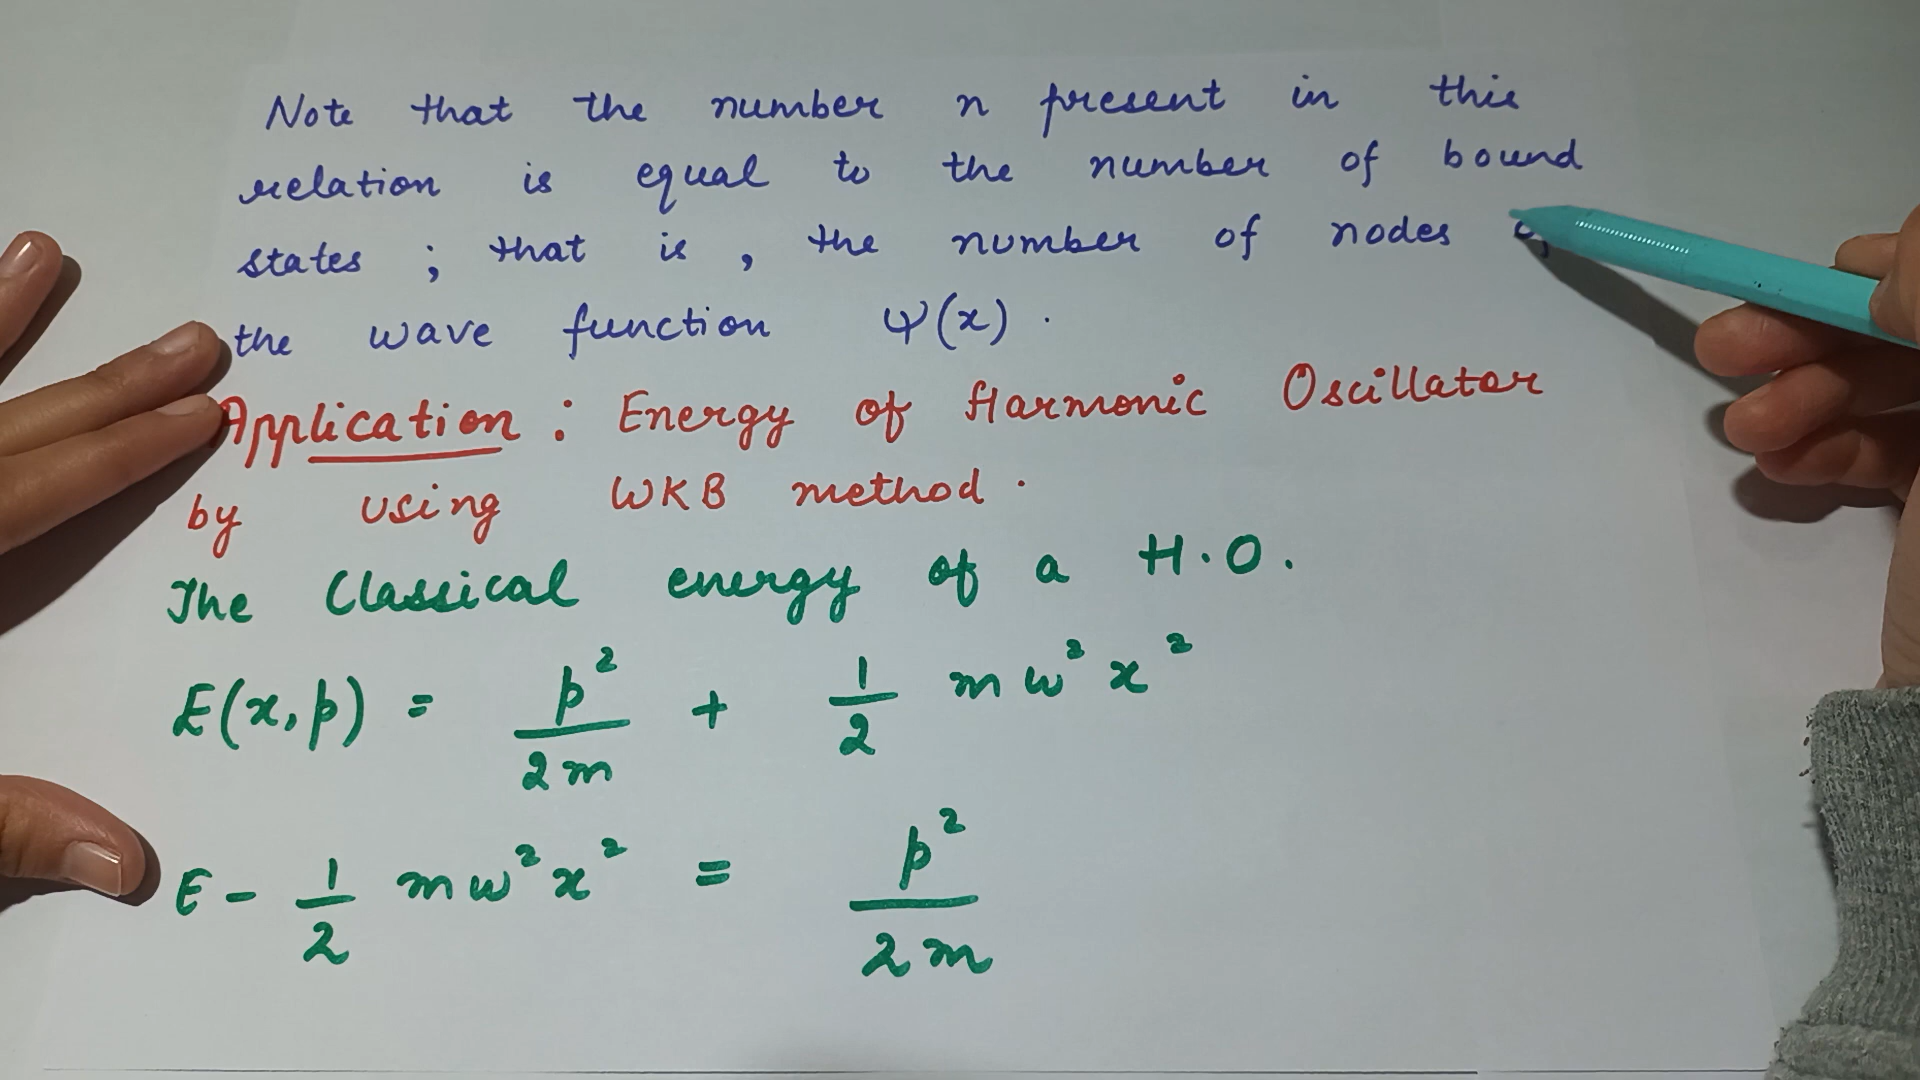 Note that the number n present in this
relation is equal to the number of bound
states ; that is , the number of nodes of
the wave function ψ(x) .
Application : Energy of Harmonic Oscillator
by using WKB method .
The Classical energy of a H.O.
E(x,p) = p²/2m + 1/2 mω²x²
E - 1/2 mω²x² = p²/2m